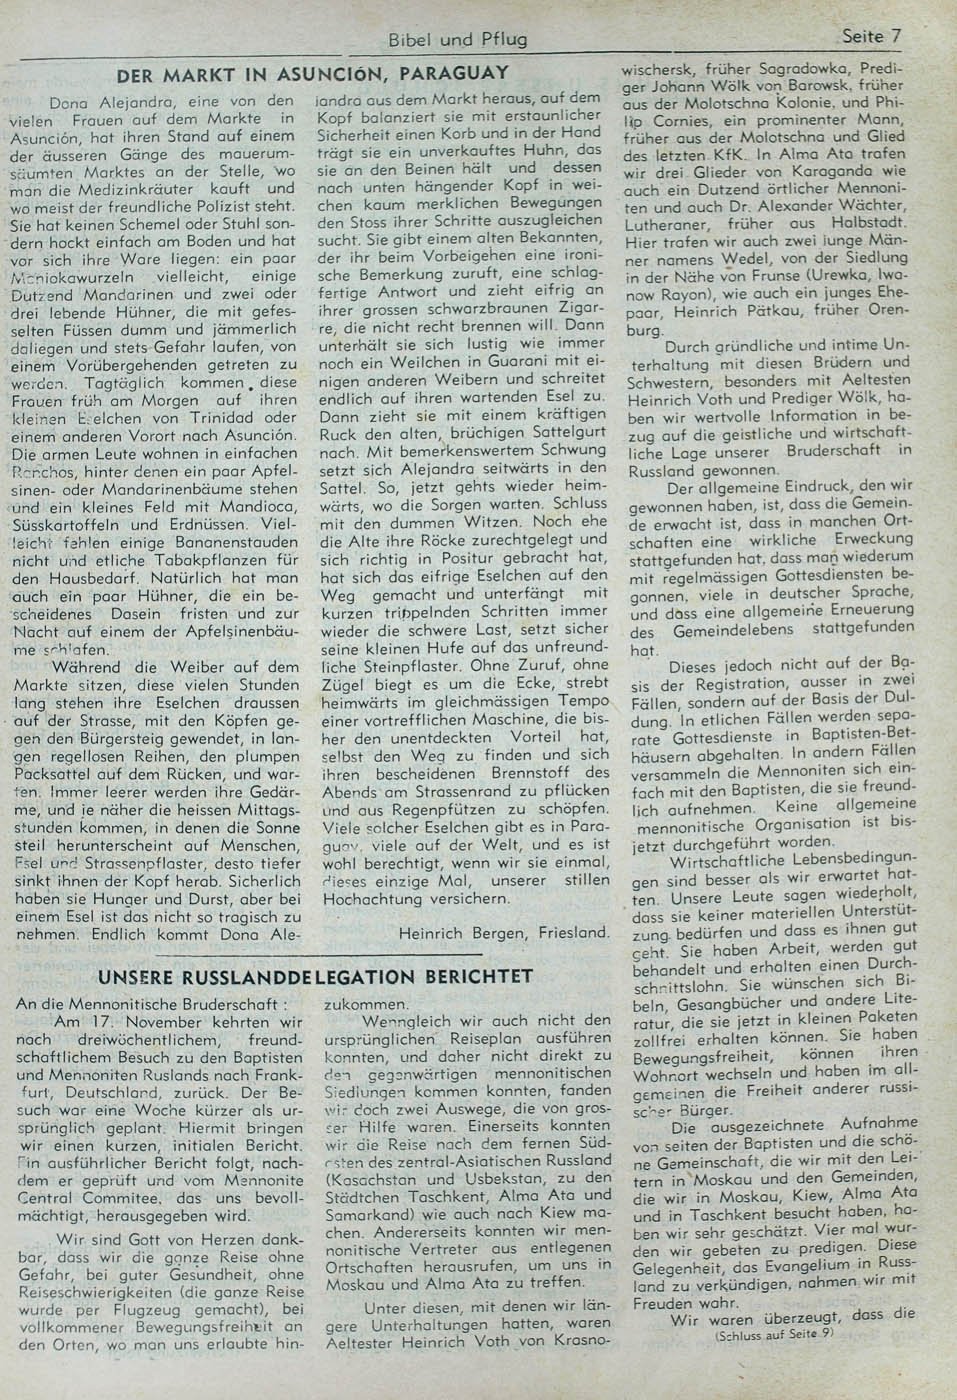 Bibel und Pflug
Seite 7
DER MARKT IN ASUNCIÓN, PARAGUAY
Dona Alejandra, eine von den
vielen Frauen auf dem Markte in
Asunción, hat ihren Stand auf einem
der äusseren Gänge des mauerum-
säumten Marktes an der Stelle, wo
man die Medizinkräuter kauft und
wo meist der freundliche Polizist steht.
Sie hat keinen Schemel oder Stuhl son-
dern hockt einfach am Boden und hat
vor sich ihre Ware liegen: ein paar
Maniokawurzeln vielleicht, einige
Dutzend Mandarinen und zwei oder
drei lebende Hühner, die mit gefes-
selten Füssen dumm und jämmerlich
daliegen und stets Gefahr laufen, von
einem Vorübergehenden getreten zu
werden. Tagtäglich kommen diese
Frauen früh am Morgen auf ihren
kleinen Eselchen von Trinidad oder
einem anderen Vorort nach Asunción.
Die armen Leute wohnen in einfachen
Ranchos, hinter denen ein paar Apfel-
sinen- oder Mandarinenbäume stehen
und ein kleines Feld mit Mandioca,
Süsskartoffeln und Erdnüssen. Viel-
leicht fehlen einige Bananenstauden
nicht und etliche Tabakpflanzen für
den Hausbedarf. Natürlich hat man
auch ein paar Hühner, die ein be-
scheidenes Dasein fristen und zur
Nacht auf einem der Apfelsinenbäu-
me schlafen.
Während die Weiber auf dem
Markte sitzen, diese vielen Stunden
lang stehen ihre Eselchen draussen
auf der Strasse, mit den Köpfen ge-
gen den Bürgersteig gewendet, in lan-
gen regellosen Reihen, den plumpen
Packsattel auf dem Rücken, und war-
ten. Immer leerer werden ihre Gedär-
me, und je näher die heissen Mittags-
stunden kommen, in denen die Sonne
steil herunterscheint auf Menschen,
Esel und Strassenpflaster, desto tiefer
sinkt ihnen der Kopf herab. Sicherlich
haben sie Hunger und Durst, aber bei
einem Esel ist das nicht so tragisch zu
nehmen. Endlich kommt Dona Ale-
jandra aus dem Markt heraus, auf dem
Kopf balanziert sie mit erstaunlicher
Sicherheit einen Korb und in der Hand
trägt sie ein unverkauftes Huhn, das
sie an den Beinen hält und dessen
nach unten hängender Kopf in wei-
chen kaum merklichen Bewegungen
den Stoss ihrer Schritte auszugleichen
sucht. Sie gibt einem alten Bekannten,
der ihr beim Vorbeigehen eine ironi-
sche Bemerkung zuruft, eine schlag-
fertige Antwort und zieht eifrig an
ihrer grossen schwarzbraunen Zigar-
re, die nicht recht brennen will. Dann
unterhält sie sich lustig wie immer
noch ein Weilchen in Guarani mit ei-
nigen anderen Weibern und schreitet
endlich auf ihren wartenden Esel zu.
Dann zieht sie mit einem kräftigen
Ruck den alten, brüchigen Sattelgurt
nach. Mit bemerkenswertem Schwung
setzt sich Alejandra seitwärts in den
Sattel. So, jetzt gehts wieder heim-
wärts, wo die Sorgen warten. Schluss
mit den dummen Witzen. Noch ehe
die Alte ihre Röcke zurechtgelegt und
sich richtig in Positur gebracht hat,
hat sich das eifrige Eselchen auf den
Weg gemacht und unterfängt mit
kurzen trippelnden Schritten immer
wieder die schwere Last, setzt sicher
seine kleinen Hufe auf das unfreund-
liche Steinpflaster. Ohne Zuruf, ohne
Zügel biegt es um die Ecke, strebt
heimwärts im gleichmässigen Tempo
einer vortrefflichen Maschine, die bis-
her den unentdeckten Vorteil hat,
selbst den Weg zu finden und sich
ihren bescheidenen Brennstoff des
Abends am Strassenrand zu pflücken
und aus Regenpfützen zu schöpfen.
Viele solcher Eselchen gibt es in Para-
guay, viele auf der Welt, und es ist
wohl berechtigt, wenn wir sie einmal,
dieses einzige Mal, unserer stillen
Hochachtung versichern.
Heinrich Bergen, Friesland.
UNSERE RUSSLANDDELEGATION BERICHTET
An die Mennonitische Bruderschaft :
Am 17. November kehrten wir
nach dreiwöchentlichem, freund-
schaftlichem Besuch zu den Baptisten
und Mennoniten Ruslands nach Frank-
furt, Deutschland, zurück. Der Be-
such war eine Woche kürzer als ur-
sprünglich geplant. Hiermit bringen
wir einen kurzen, initialen Bericht.
Ein ausführlicher Bericht folgt, nach-
dem er geprüft und vom Mennonite
Central Commitee, das uns bevoll-
mächtigt, herausgegeben wird.
Wir sind Gott von Herzen dank-
bar, dass wir die ganze Reise ohne
Gefahr, bei guter Gesundheit, ohne
Reiseschwierigkeiten (die ganze Reise
wurde per Flugzeug gemacht), bei
vollkommener Bewegungsfreiheit an
den Orten, wo man uns erlaubte hin-
zukommen.
Wenngleich wir auch nicht den
ursprünglichen Reiseplan ausführen
konnten, und daher nicht direkt zu
den gegenwärtigen mennonitischen
Siedlungen kommen konnten, fanden
wir doch zwei Auswege, die von gros-
ser Hilfe waren. Einerseits konnten
wir die Reise nach dem fernen Süd-
osten des zentral-Asiatischen Russland
(Kasachstan und Usbekstan, zu den
Städtchen Taschkent, Alma Ata und
Samarkand) wie auch nach Kiew ma-
chen. Andererseits konnten wir men-
nonitische Vertreter aus entlegenen
Ortschaften herausrufen, um uns in
Moskau und Alma Ata zu treffen.
Unter diesen, mit denen wir län-
gere Unterhaltungen hatten, waren
Aeltester Heinrich Voth von Krasno-
wischersk, früher Sagradowka, Predi-
ger Johann Wölk von Barowsk, früher
aus der Molotschna Kolonie, und Phi-
lip Cornies, ein prominenter Mann,
früher aus der Molotschna und Glied
des letzten KfK. In Alma Ata trafen
wir drei Glieder von Karaganda wie
auch ein Dutzend örtlicher Mennoni-
ten und auch Dr. Alexander Wächter,
Lutheraner, früher aus Halbstadt.
Hier trafen wir auch zwei junge Män-
ner namens Wedel, von der Siedlung
in der Nähe von Frunse (Urewka, Iwa-
now Rayon), wie auch ein junges Ehe-
paar, Heinrich Pätkau, früher Oren-
burg.
Durch gründliche und intime Un-
terhaltung mit diesen Brüdern und
Schwestern, besonders mit Aeltesten
Heinrich Voth und Prediger Wölk, ha-
ben wir wertvolle Information in be-
zug auf die geistliche und wirtschaft-
liche Lage unserer Bruderschaft in
Russland gewonnen.
Der allgemeine Eindruck, den wir
gewonnen haben, ist, dass die Gemein-
de erwacht ist, dass in manchen Ort-
schaften eine wirkliche Erweckung
stattgefunden hat, dass man wiederum
mit regelmässigen Gottesdiensten be-
gonnen, viele in deutscher Sprache,
und dass eine allgemeine Erneuerung
des Gemeindelebens stattgefunden
hat.
Dieses jedoch nicht auf der Ba-
sis der Registration, ausser in zwei
Fällen, sondern auf der Basis der Dul-
dung. In etlichen Fällen werden sepa-
rate Gottesdienste in Baptisten-Bet-
häusern abgehalten. In andern Fällen
versammeln die Mennoniten sich ein-
fach mit den Baptisten, die sie freund-
lich aufnehmen. Keine allgemeine
mennonitische Organisation ist bis-
jetzt durchgeführt worden.
Wirtschaftliche Lebensbedingun-
gen sind besser als wir erwartet hat-
ten. Unsere Leute sagen wiederholt,
dass sie keiner materiellen Unterstüt-
zung bedürfen und dass es ihnen gut
geht. Sie haben Arbeit, werden gut
behandelt und erhalten einen Durch-
schnittslohn. Sie wünschen sich Bi-
beln, Gesangbücher und andere Lite-
ratur, die sie jetzt in kleinen Paketen
zollfrei erhalten können. Sie haben
Bewegungsfreiheit, können ihren
Wohnort wechseln und haben im all-
gemeinen die Freiheit anderer russi-
scher Bürger.
Die ausgezeichnete Aufnahme
von seiten der Baptisten und die schö-
ne Gemeinschaft, die wir mit den Lei-
tern in Moskau und den Gemeinden,
die wir in Moskau, Kiew, Alma Ata
und in Taschkent besucht haben, ha-
ben wir sehr geschätzt. Vier mal wur-
den wir gebeten zu predigen. Diese
Gelegenheit, das Evangelium in Russ-
land zu verkündigen, nahmen wir mit
Freuden wahr.
Wir waren überzeugt, dass die
(Schluss auf Seite 9)